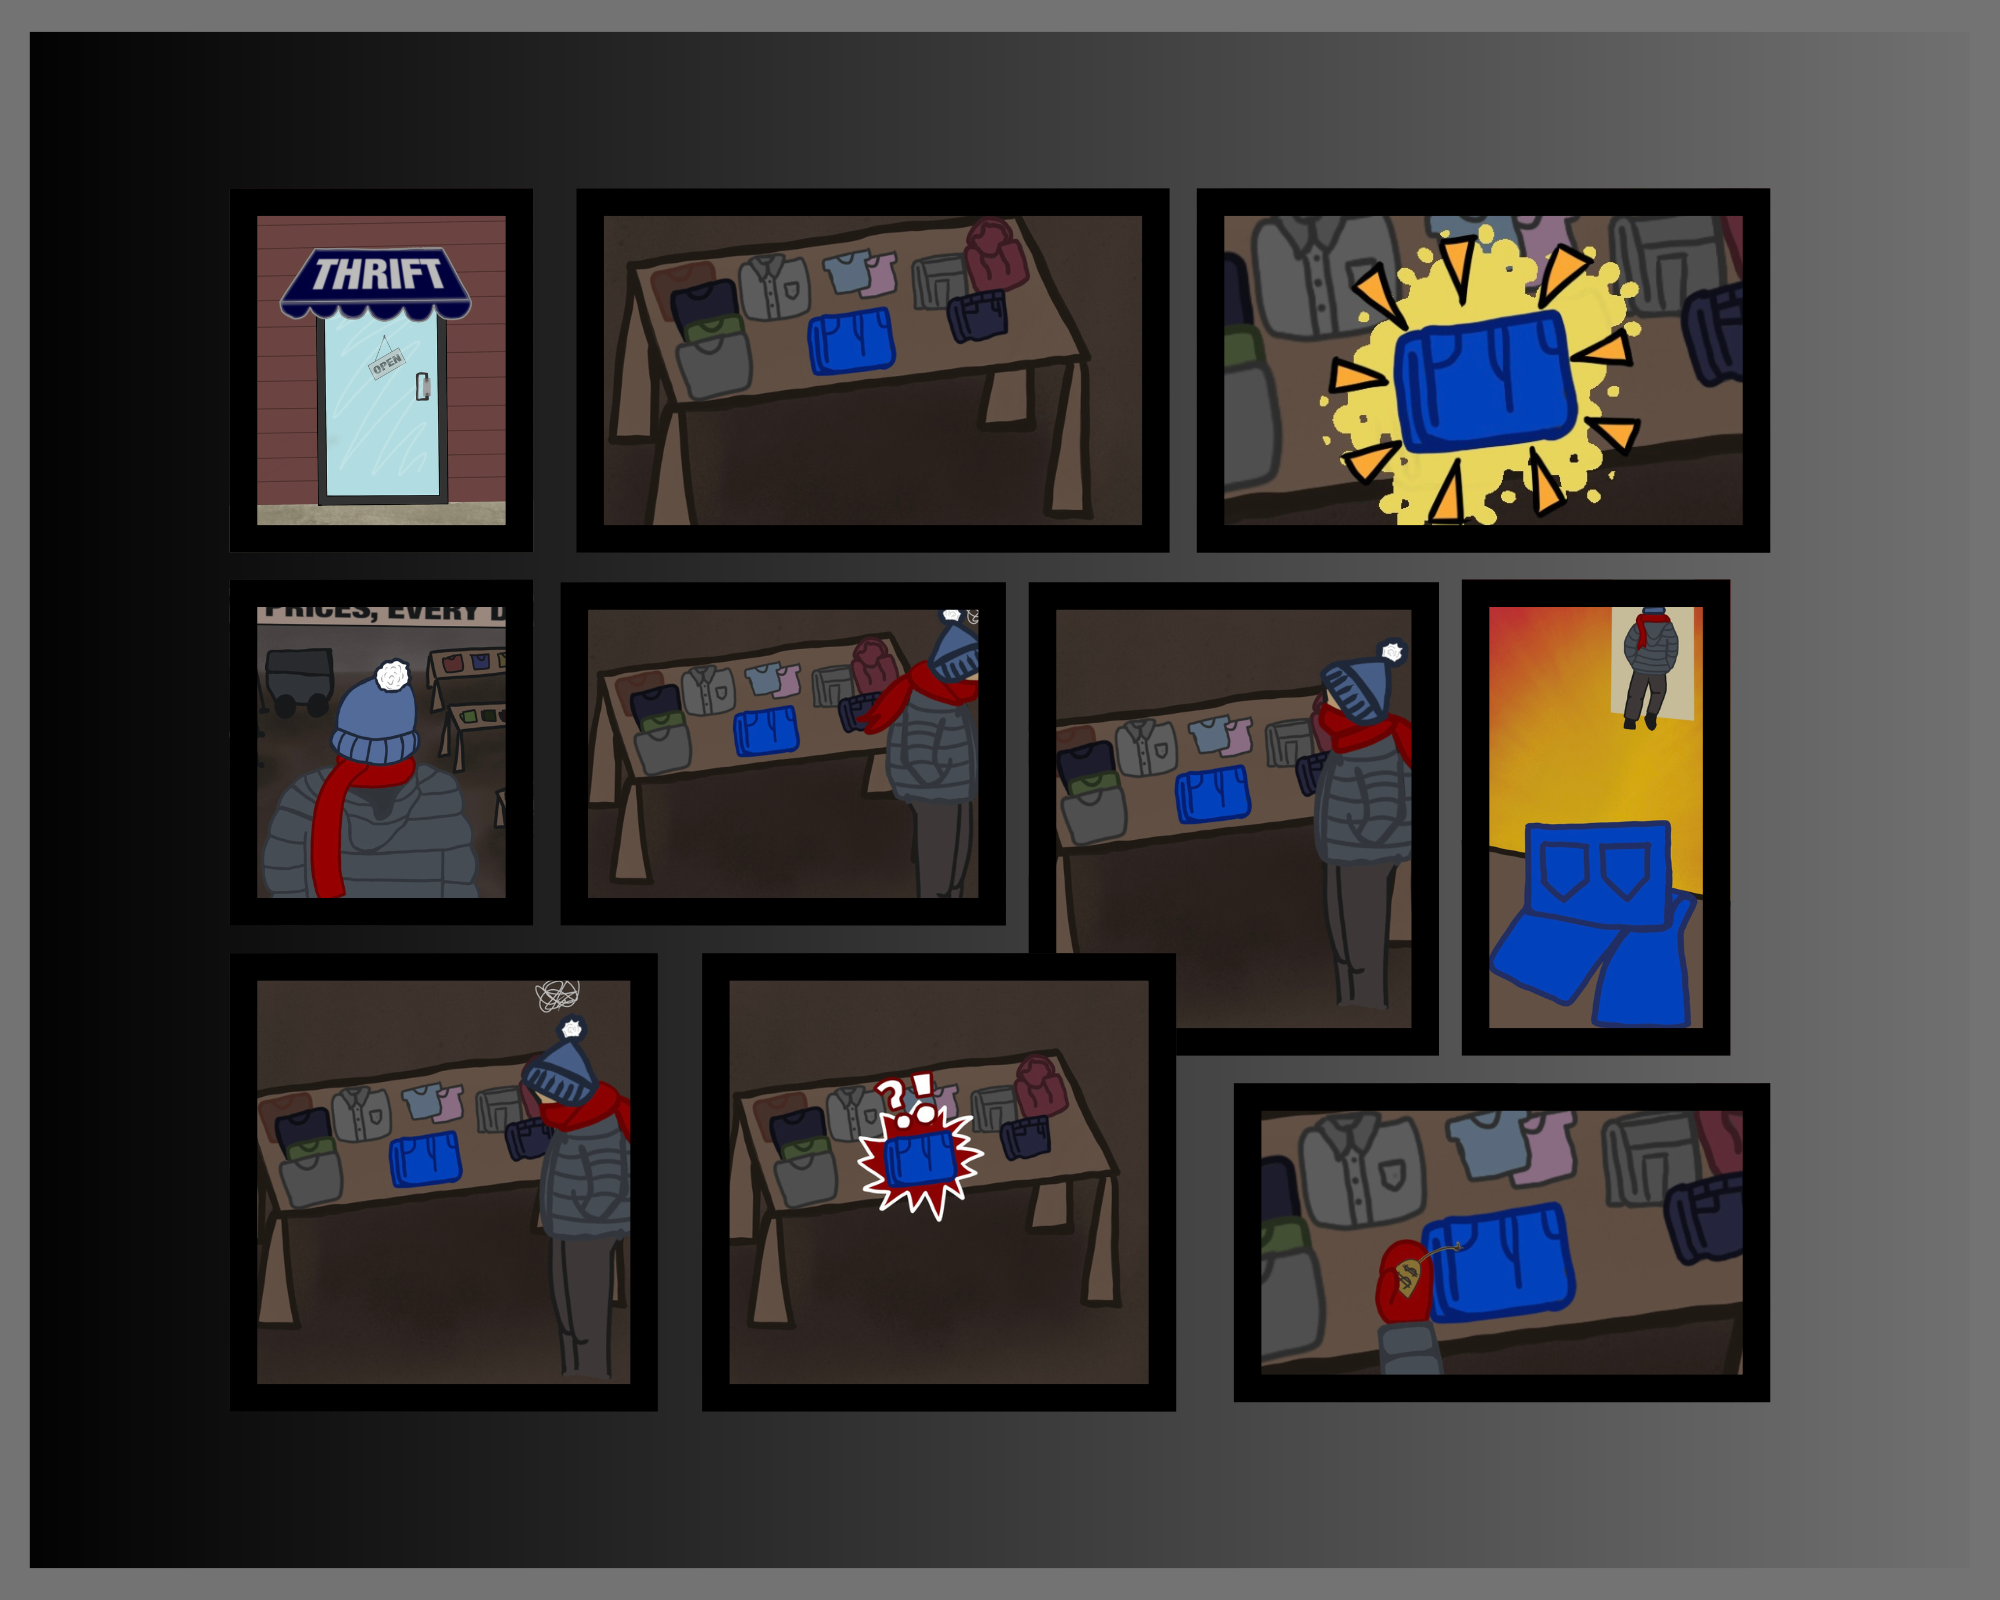 THRIFT
OPEN
PRICES, EVERY D
?!
$